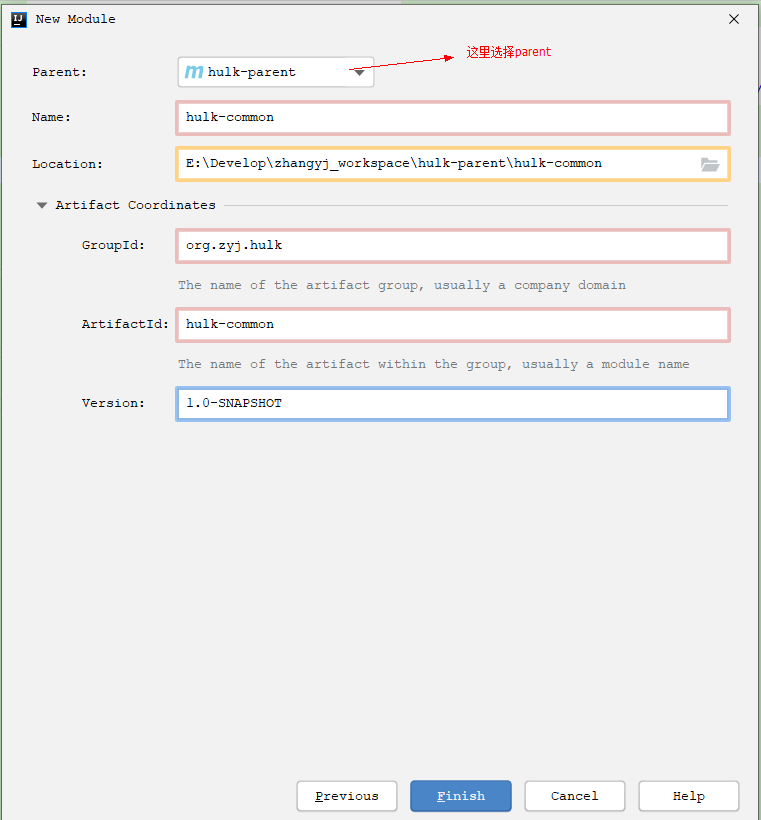 New Module
这里选择parent
Parent: hulk-parent
Name: hulk-common
Location: E:\Develop\zhangyj_workspace\hulk-parent\hulk-common
Artifact Coordinates
GroupId: org.zyj.hulk
The name of the artifact group, usually a company domain
ArtifactId: hulk-common
The name of the artifact within the group, usually a module name
Version: 1.0-SNAPSHOT
Previous Finish Cancel Help